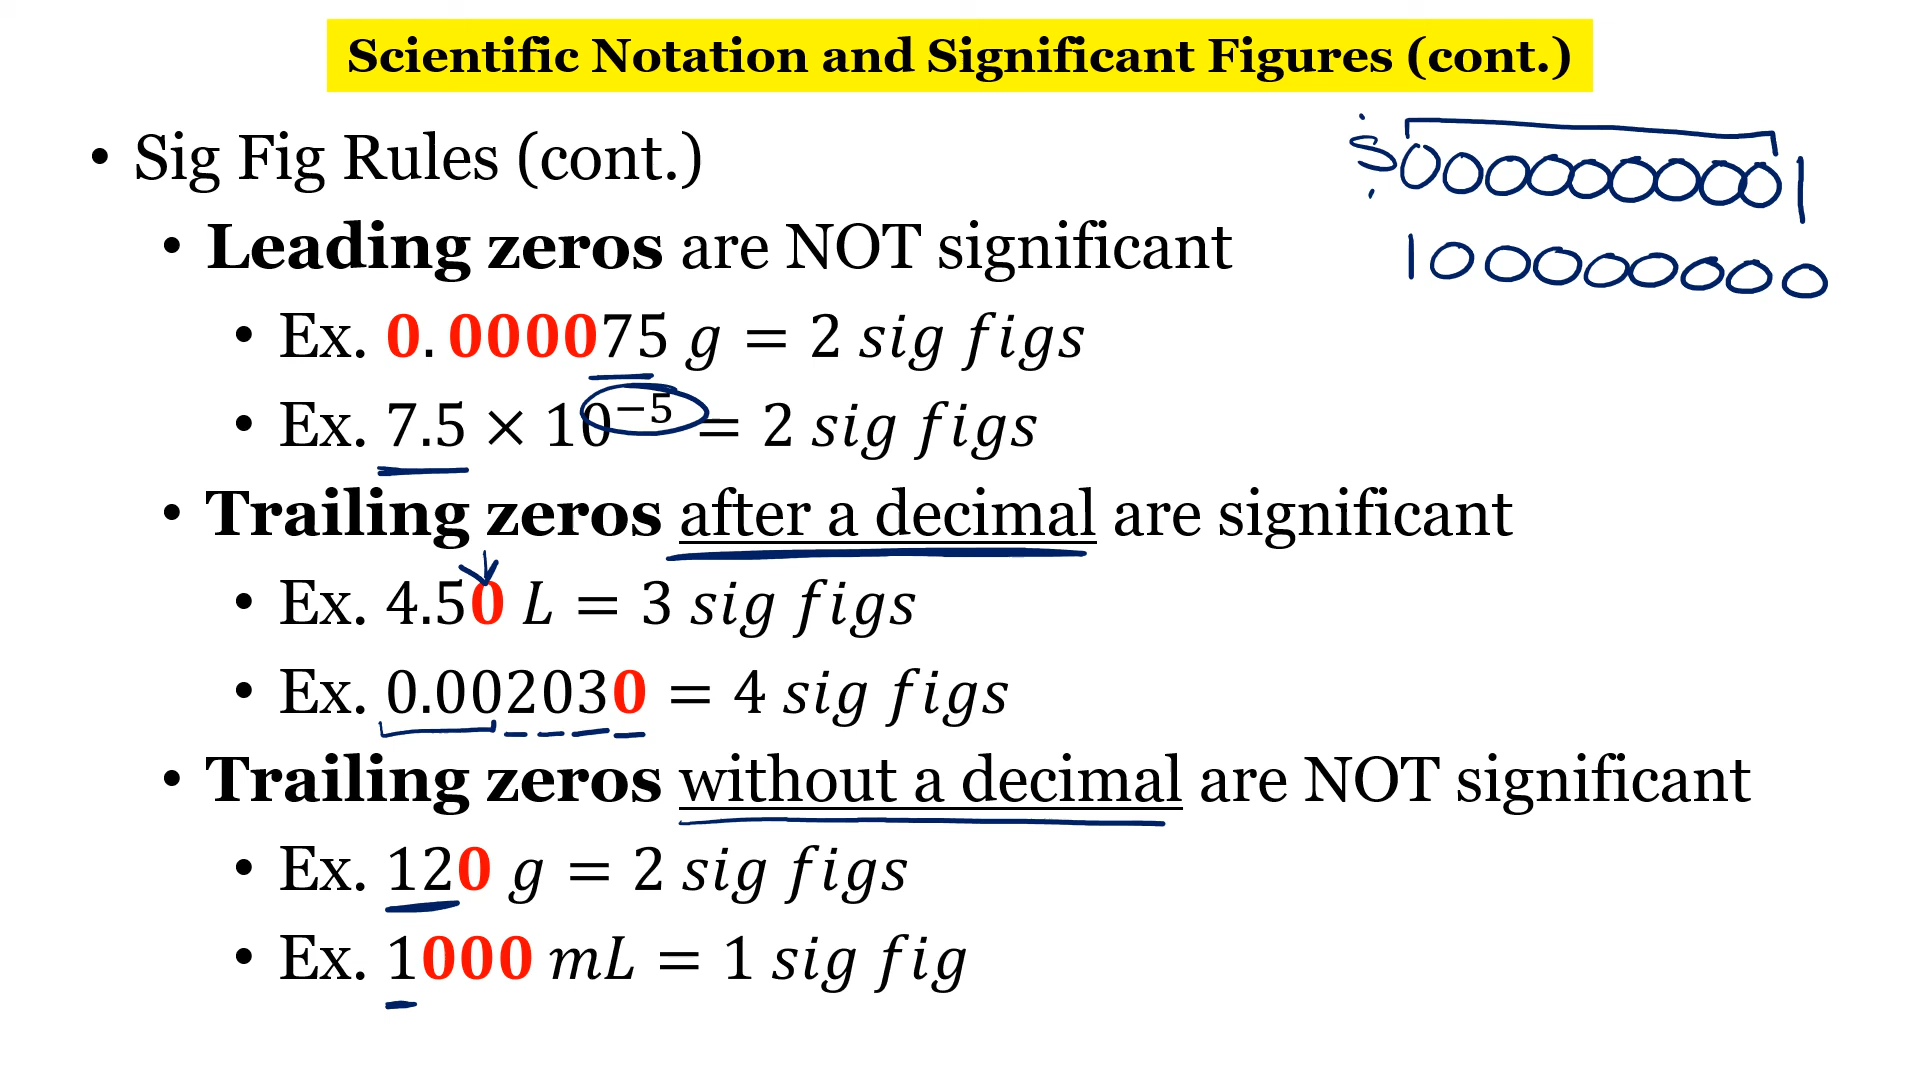 Scientific Notation and Significant Figures (cont.)
• Sig Fig Rules (cont.)
$0000000001
• Leading zeros are NOT significant
100000000
• Ex. 0.000075 g = 2 sig figs
• Ex. 7.5 × 10⁻⁵ = 2 sig figs
• Trailing zeros after a decimal are significant
• Ex. 4.50 L = 3 sig figs
• Ex. 0.002030 = 4 sig figs
• Trailing zeros without a decimal are NOT significant
• Ex. 120 g = 2 sig figs
• Ex. 1000 mL = 1 sig fig